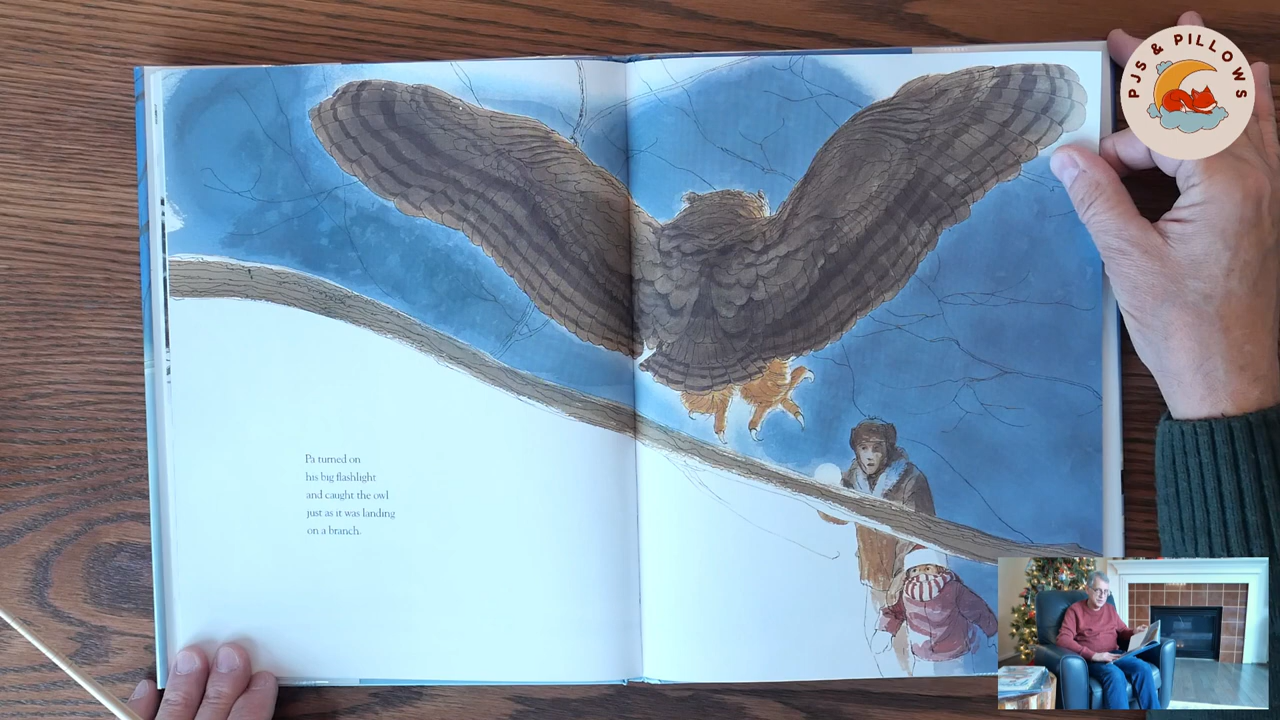 PJS & PILLOWS
Pa turned on
his big flashlight
and caught the owl
just as it was landing
on a branch.